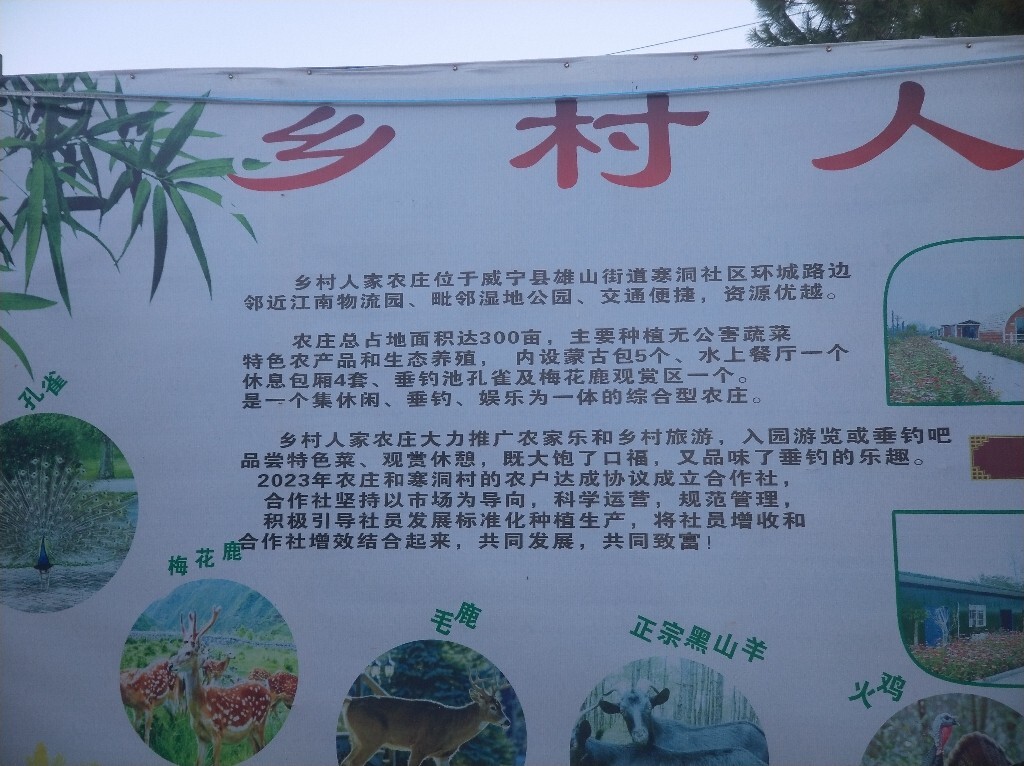 乡村人
乡村人家农庄位于威宁县雄山街道寒洞社区环城路边
邻近江南物流园、毗邻湿地公园、交通便捷，资源优越。
农庄总占地面积达300亩，主要种植无公害蔬菜
特色农产品和生态养殖， 内设蒙古包5个、水上餐厅一个
休息包厢4套、垂钓池孔雀及梅花鹿观赏区一个。
是一个集休闲、垂钓、娱乐为一体的综合型农庄。
乡村人家农庄大力推广农家乐和乡村旅游，入园游览或垂钓吧
品尝特色菜、观赏休憩，既大饱了口福，又品味了垂钓的乐趣。
2023年农庄和寒洞村的农户达成协议成立合作社，
合作社坚持以市场为导向，科学运营，规范管理，
积极引导社员发展标准化种植生产，将社员增收和
合作社增效结合起来，共同发展，共同致富！
孔雀
梅花鹿
毛鹿
正宗黑山羊
火鸡